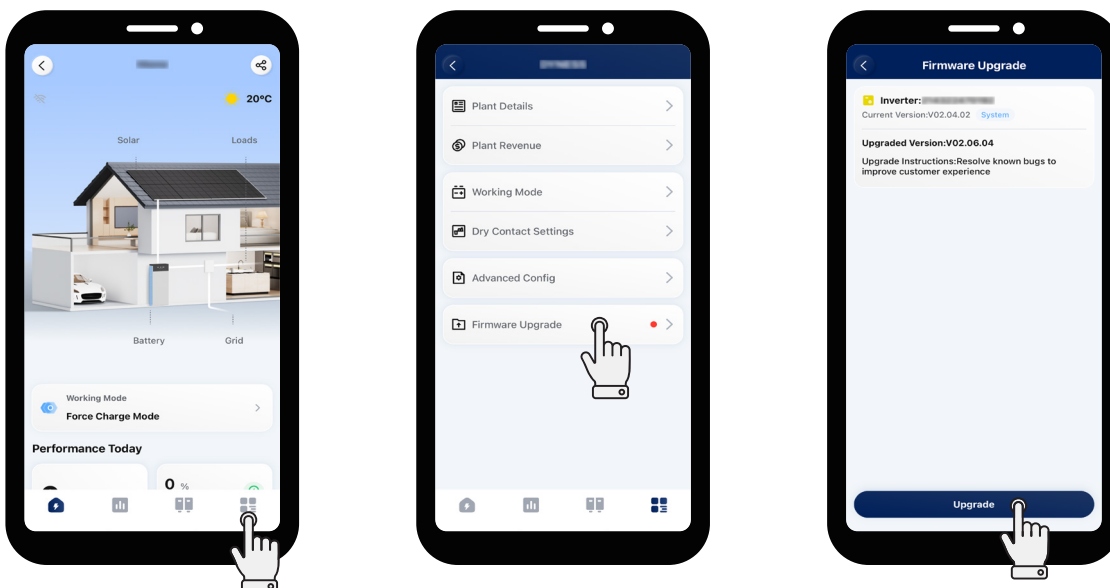 20°C
Solar
Loads
Battery
Grid
Working Mode
Force Charge Mode
Performance Today
0 %
Plant Details
Plant Revenue
Working Mode
Dry Contact Settings
Advanced Config
Firmware Upgrade
Firmware Upgrade
Inverter:
Current Version:V02.04.02 System
Upgraded Version:V02.06.04
Upgrade Instructions:Resolve known bugs to
improve customer experience
Upgrade